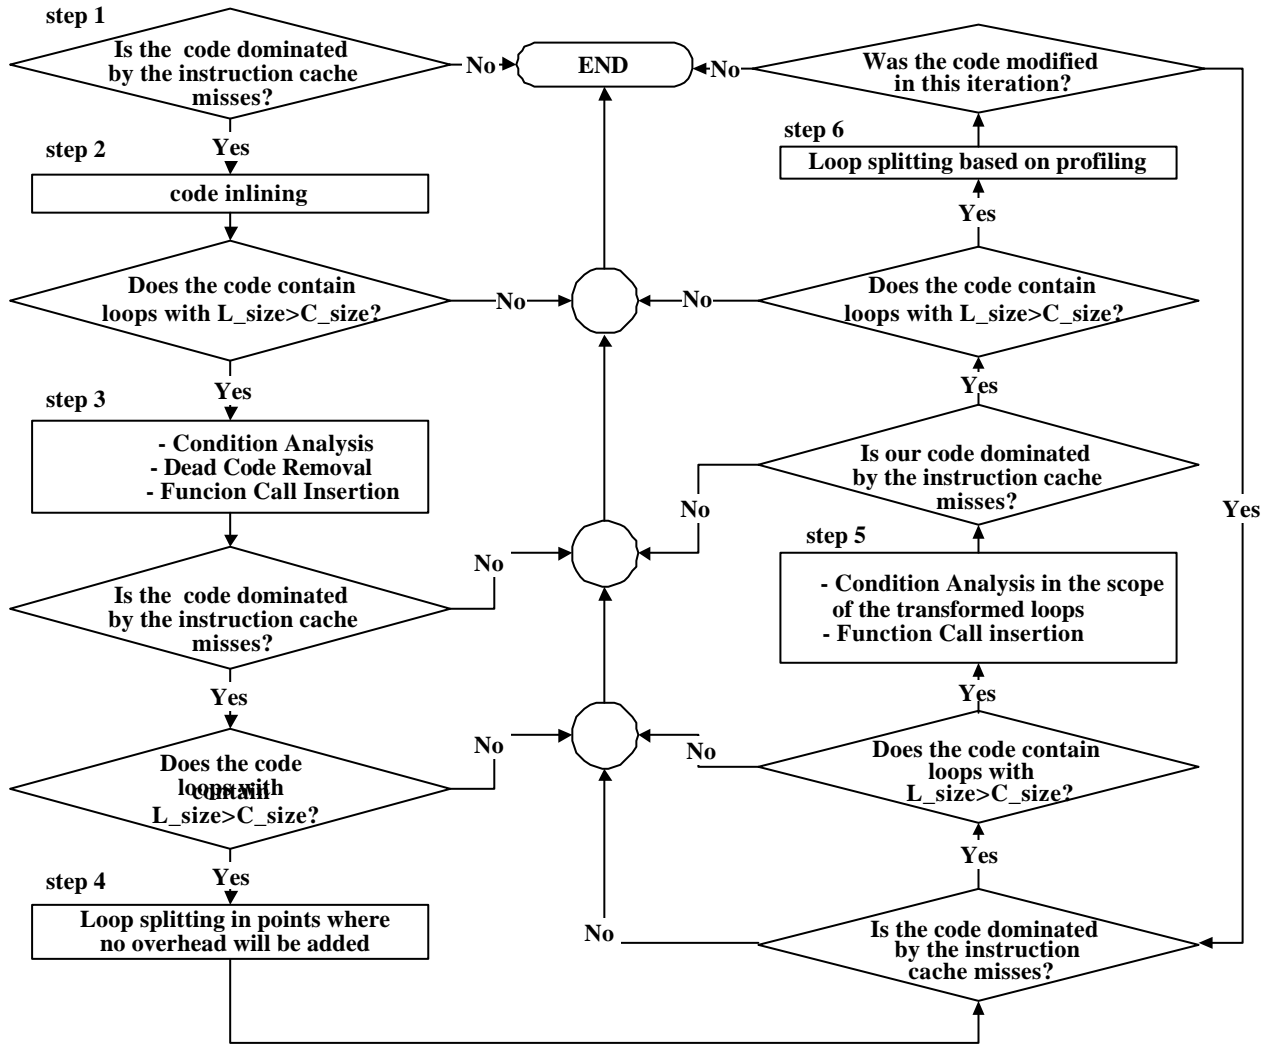 step 1
Is the code dominated
by the instruction cache
misses?
No
END
No
Was the code modified
in this iteration?
Yes
step 2
code inlining
step 6
Loop splitting based on profiling
Yes
Does the code contain
loops with L_size>C_size?
No
No
Does the code contain
loops with L_size>C_size?
Yes
step 3
- Condition Analysis
- Dead Code Removal
- Funcion Call Insertion
Yes
Is our code dominated
by the instruction cache
misses?
No
Yes
step 5
- Condition Analysis in the scope
of the transformed loops
- Function Call insertion
No
Is the code dominated
by the instruction cache
misses?
Yes
Yes
Does the code
contain
loops with
L_size>C_size?
No
No
Does the code contain
loops with
L_size>C_size?
Yes
Yes
step 4
Loop splitting in points where
no overhead will be added
No
Is the code dominated
by the instruction
cache misses?